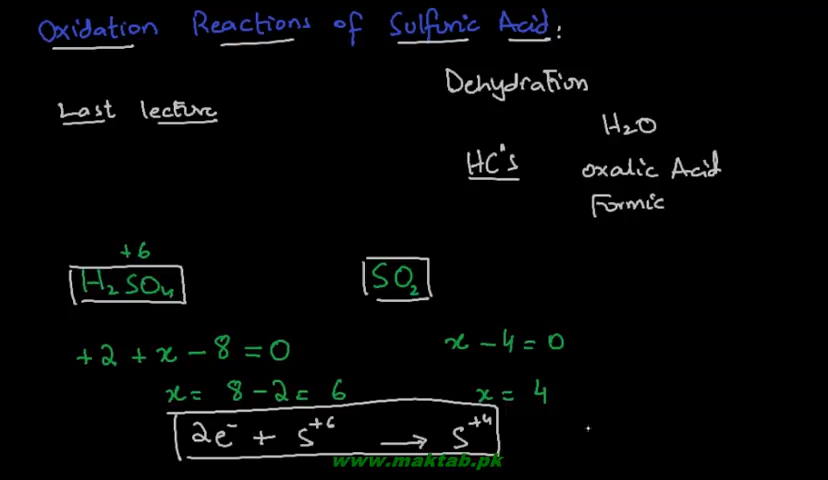 Oxidation Reactions of Sulfuric Acid:
Dehydration
Last lecture
H₂O
HC's
oxalic Acid
Formic
+6
H₂SO₄
SO₂
+2 + x - 8 = 0
x - 4 = 0
x = 8 - 2 = 6
x = 4
2e⁻ + S⁺⁶ → S⁺⁴
www.maktab.pk